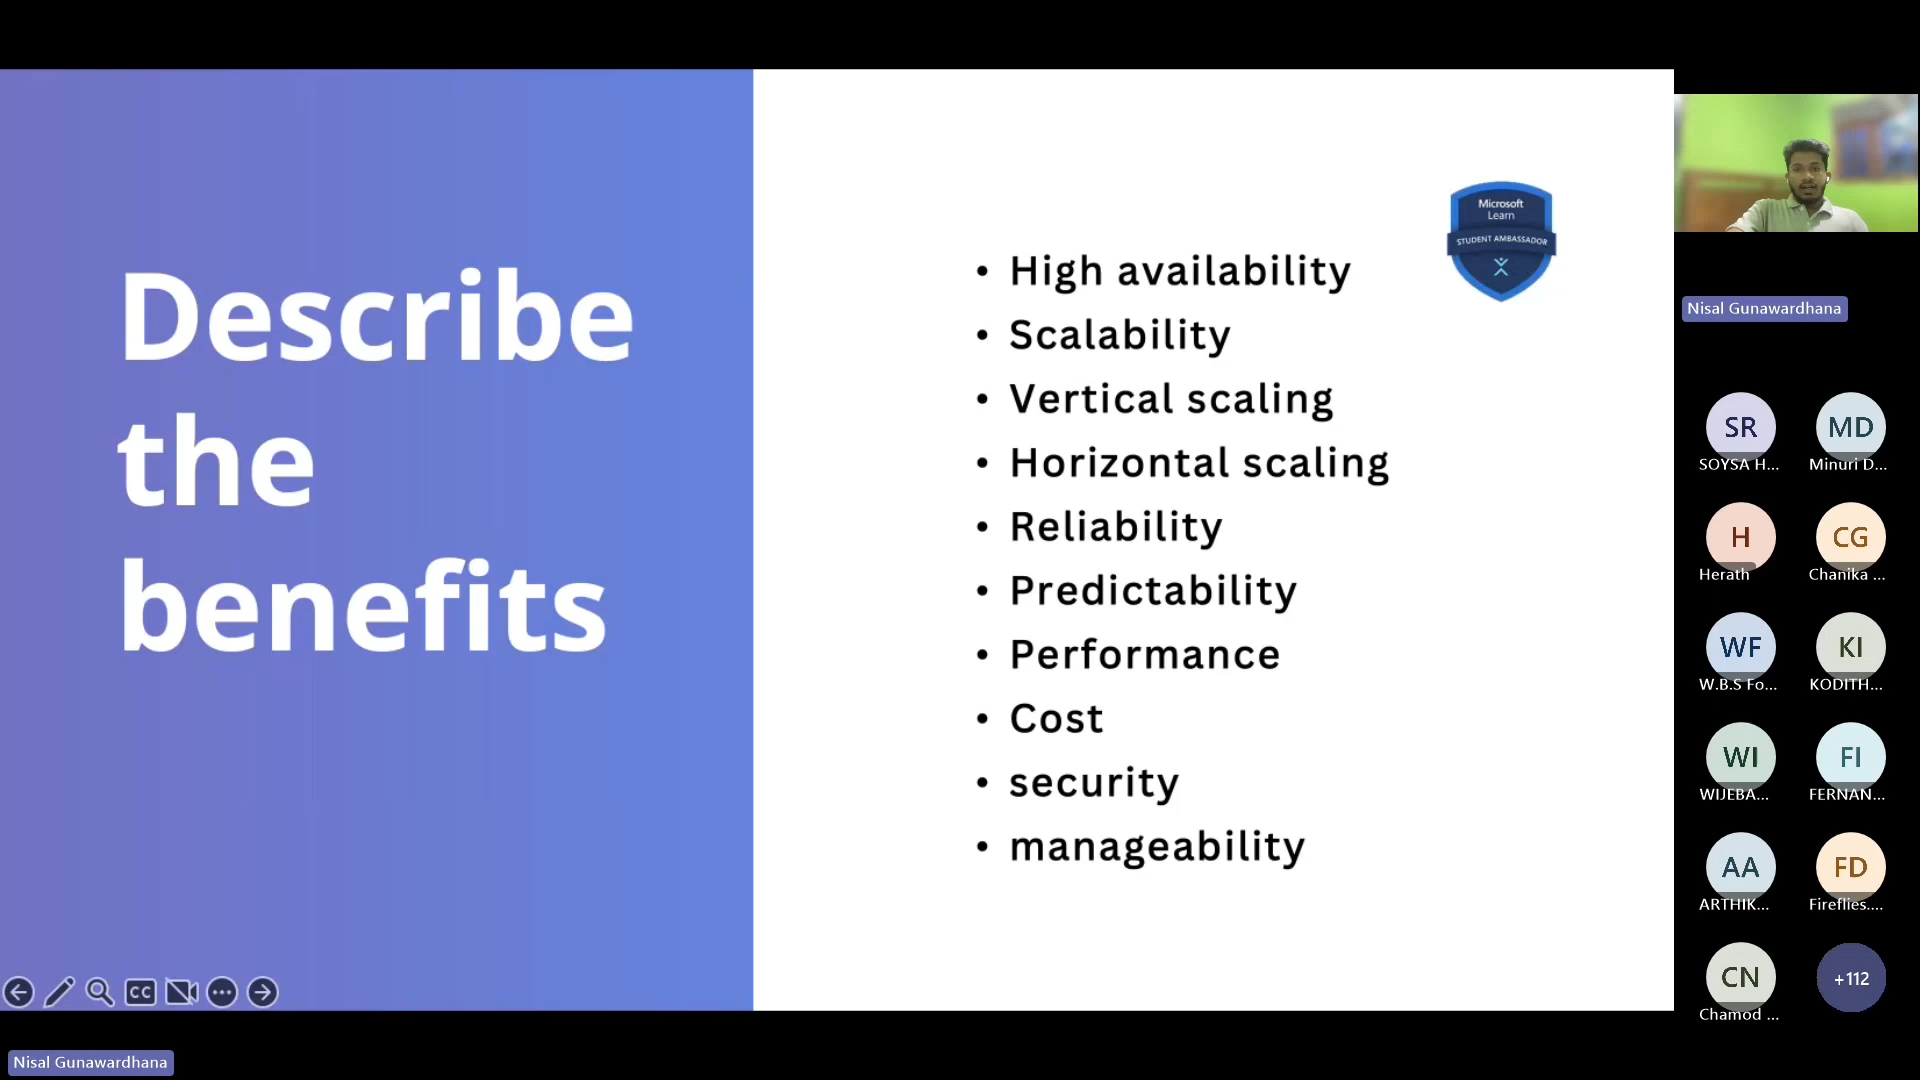 Describe
the
benefits
• High availability
• Scalability
• Vertical scaling
• Horizontal scaling
• Reliability
• Predictability
• Performance
• Cost
• security
• manageability
Microsoft
Learn
STUDENT AMBASSADOR
Nisal Gunawardhana
SR
SOYSA H...
MD
Minuri D...
H
Herath
CG
Chanika ...
WF
W.B.S Fo...
KI
KODITH...
WI
WIJEBA...
FI
FERNAN...
AA
ARTHIK...
FD
Fireflies....
CN
Chamod ...
+112
CC
Nisal Gunawardhana